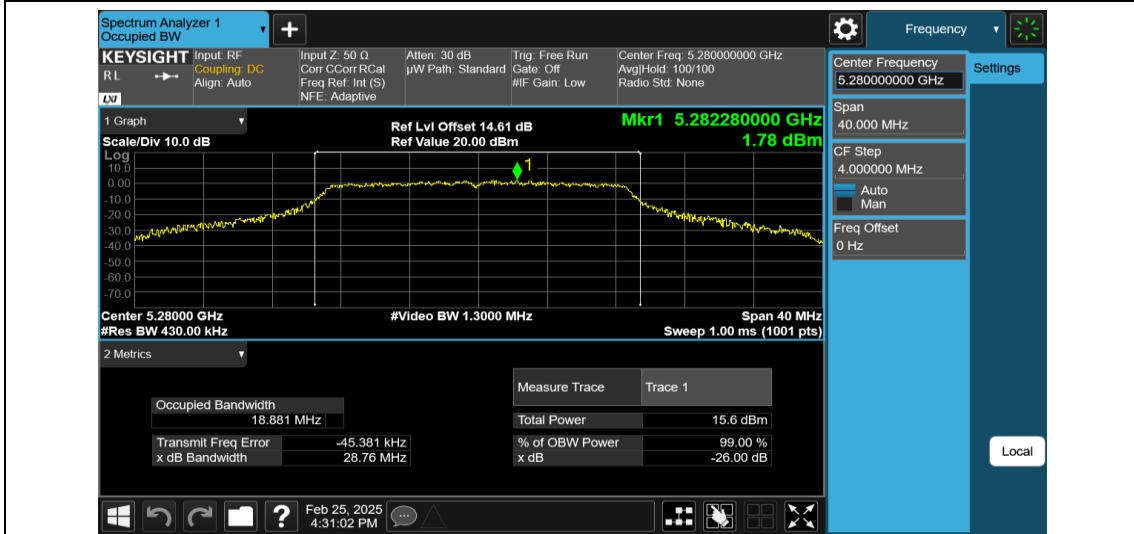 Spectrum Analyzer 1
Occupied BW
Frequency
KEYSIGHT
R L
LXI
Input: RF
Coupling: DC
Align: Auto
Input Z: 50 Ω
Corr CCorr RCal
Freq Ref: Int (S)
NFE: Adaptive
Atten: 30 dB
µW Path: Standard
Trig: Free Run
Gate: Off
#IF Gain: Low
Center Freq: 5.280000000 GHz
Avg|Hold: 100/100
Radio Std: None
Center Frequency
5.280000000 GHz
Settings
Span
40.000 MHz
CF Step
4.000000 MHz
Auto
Man
Freq Offset
0 Hz
1 Graph
Scale/Div 10.0 dB
Ref Lvl Offset 14.61 dB
Ref Value 20.00 dBm
Mkr1 5.282280000 GHz
1.78 dBm
Log
10.0
0.00
-10.0
-20.0
-30.0
-40.0
-50.0
-60.0
-70.0
1
Center 5.28000 GHz
#Res BW 430.00 kHz
#Video BW 1.3000 MHz
Span 40 MHz
Sweep 1.00 ms (1001 pts)
2 Metrics
Measure Trace Trace 1
Occupied Bandwidth
18.881 MHz
Total Power 15.6 dBm
Transmit Freq Error -45.381 kHz
% of OBW Power 99.00 %
x dB Bandwidth 28.76 MHz
x dB -26.00 dB
Local
?
Feb 25, 2025
4:31:02 PM